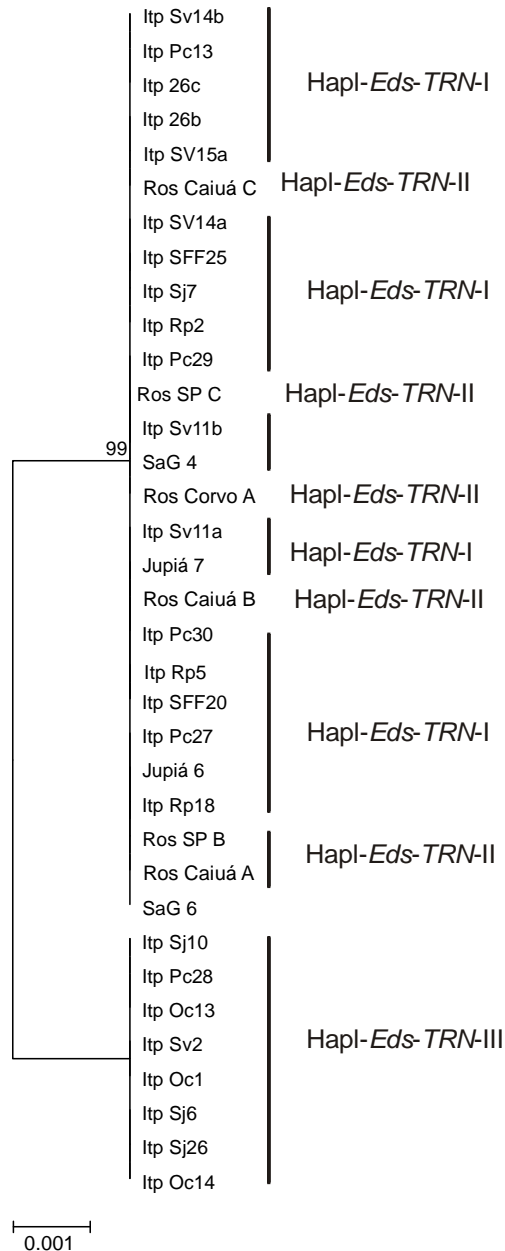 Itp Sv14b
Itp Pc13
Itp 26c
Hapl-Eds-TRN-I
Itp 26b
Itp SV15a
Ros Caiuá C
Hapl-Eds-TRN-II
Itp SV14a
Itp SFF25
Itp Sj7
Hapl-Eds-TRN-I
Itp Rp2
Itp Pc29
Ros SP C
Hapl-Eds-TRN-II
Itp Sv11b
99
SaG 4
Ros Corvo A
Hapl-Eds-TRN-II
Itp Sv11a
Hapl-Eds-TRN-I
Jupiá 7
Ros Caiuá B
Hapl-Eds-TRN-II
Itp Pc30
Itp Rp5
Itp SFF20
Itp Pc27
Hapl-Eds-TRN-I
Jupiá 6
Itp Rp18
Ros SP B
Hapl-Eds-TRN-II
Ros Caiuá A
SaG 6
Itp Sj10
Itp Pc28
Itp Oc13
Itp Sv2
Hapl-Eds-TRN-III
Itp Oc1
Itp Sj6
Itp Sj26
Itp Oc14
0.001